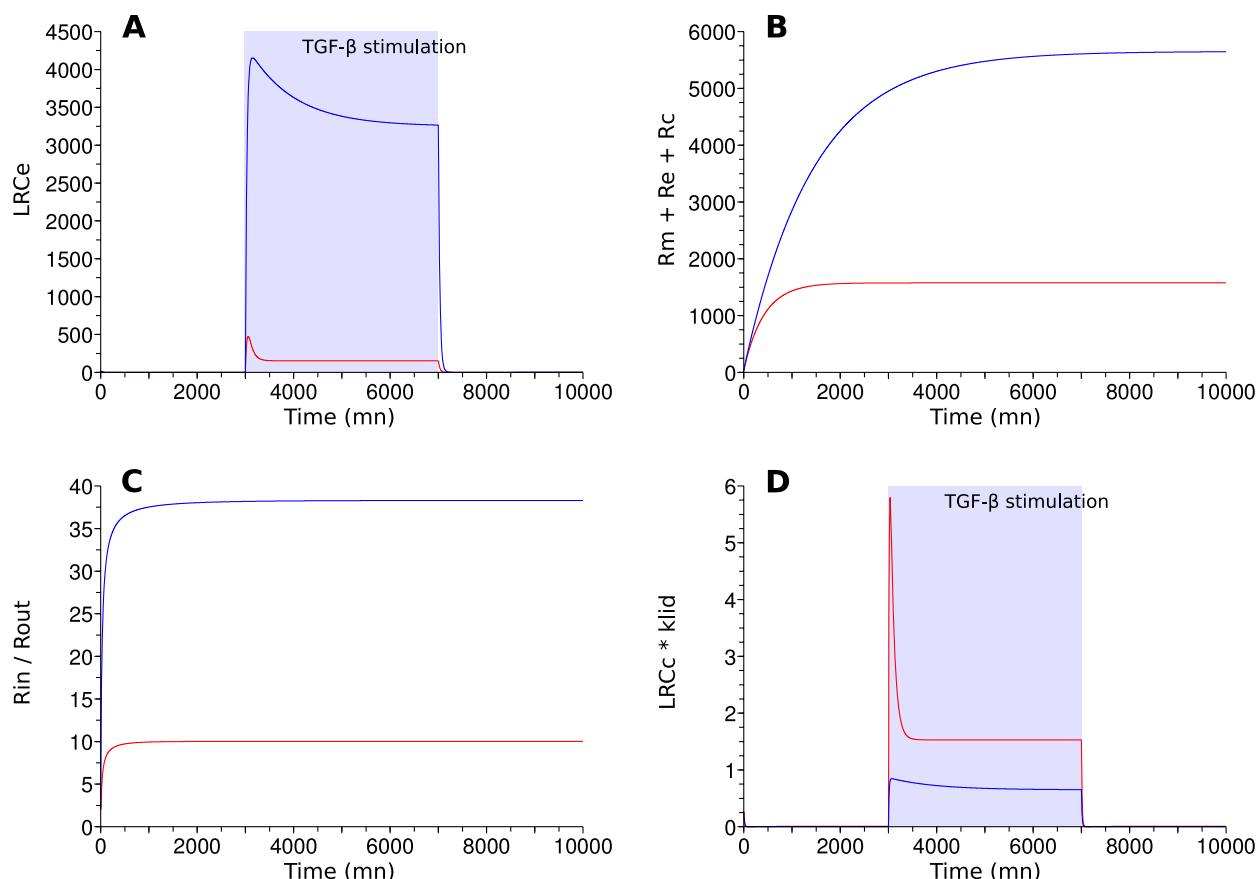 A
TGF-β stimulation
4500
4000
3500
3000
2500
2000
1500
1000
500
0
LRCe
0 2000 4000 6000 8000 10000
Time (mn)
B
6000
5000
4000
3000
2000
1000
0
Rm + Re + Rc
0 2000 4000 6000 8000 10000
Time (mn)
C
40
35
30
25
20
15
10
5
0
Rin / Rout
0 2000 4000 6000 8000 10000
Time (mn)
D
TGF-β stimulation
6
5
4
3
2
1
0
LRCc * klid
0 2000 4000 6000 8000 10000
Time (mn)